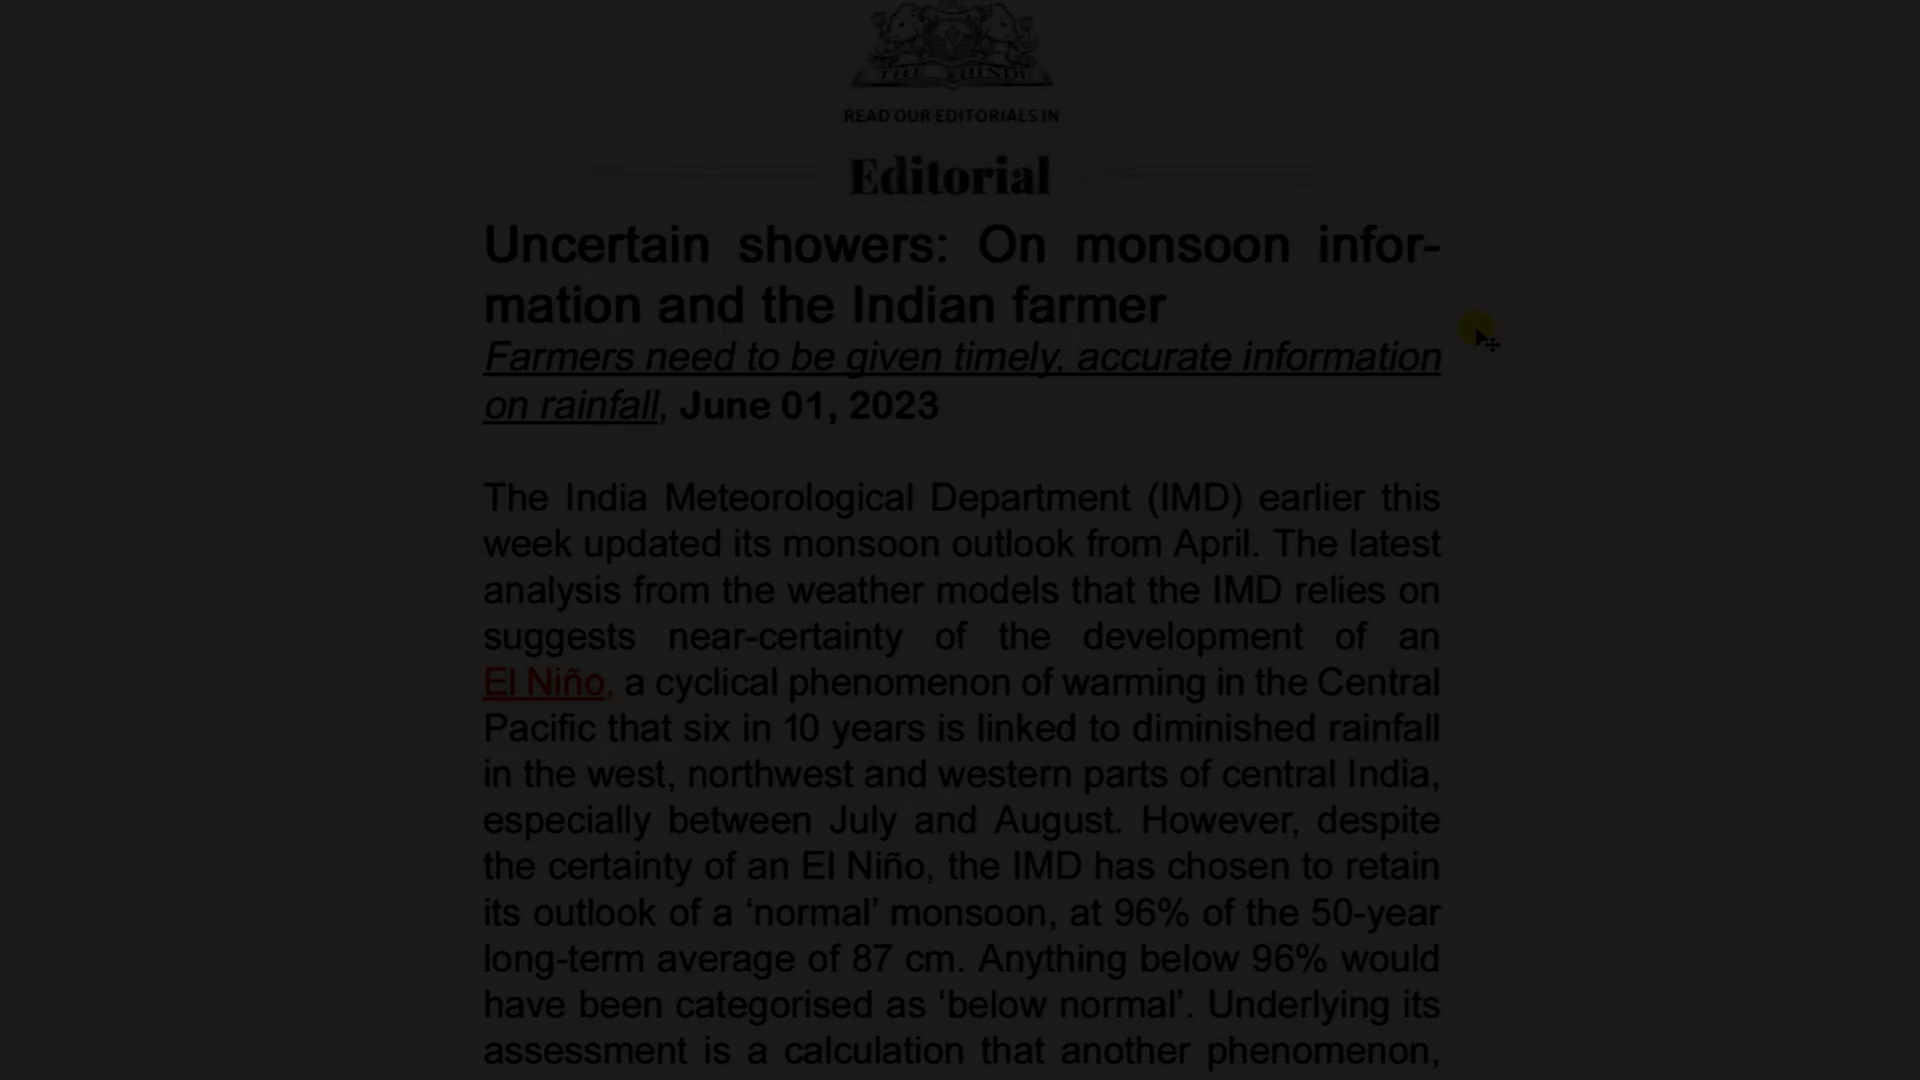 THE HINDU
READ OUR EDITORIALS IN
Editorial
Uncertain showers: On monsoon infor-
mation and the Indian farmer
Farmers need to be given timely, accurate information
on rainfall, June 01, 2023
The India Meteorological Department (IMD) earlier this
week updated its monsoon outlook from April. The latest
analysis from the weather models that the IMD relies on
suggests near-certainty of the development of an
El Niño, a cyclical phenomenon of warming in the Central
Pacific that six in 10 years is linked to diminished rainfall
in the west, northwest and western parts of central India,
especially between July and August. However, despite
the certainty of an El Niño, the IMD has chosen to retain
its outlook of a ‘normal’ monsoon, at 96% of the 50-year
long-term average of 87 cm. Anything below 96% would
have been categorised as ‘below normal’. Underlying its
assessment is a calculation that another phenomenon,